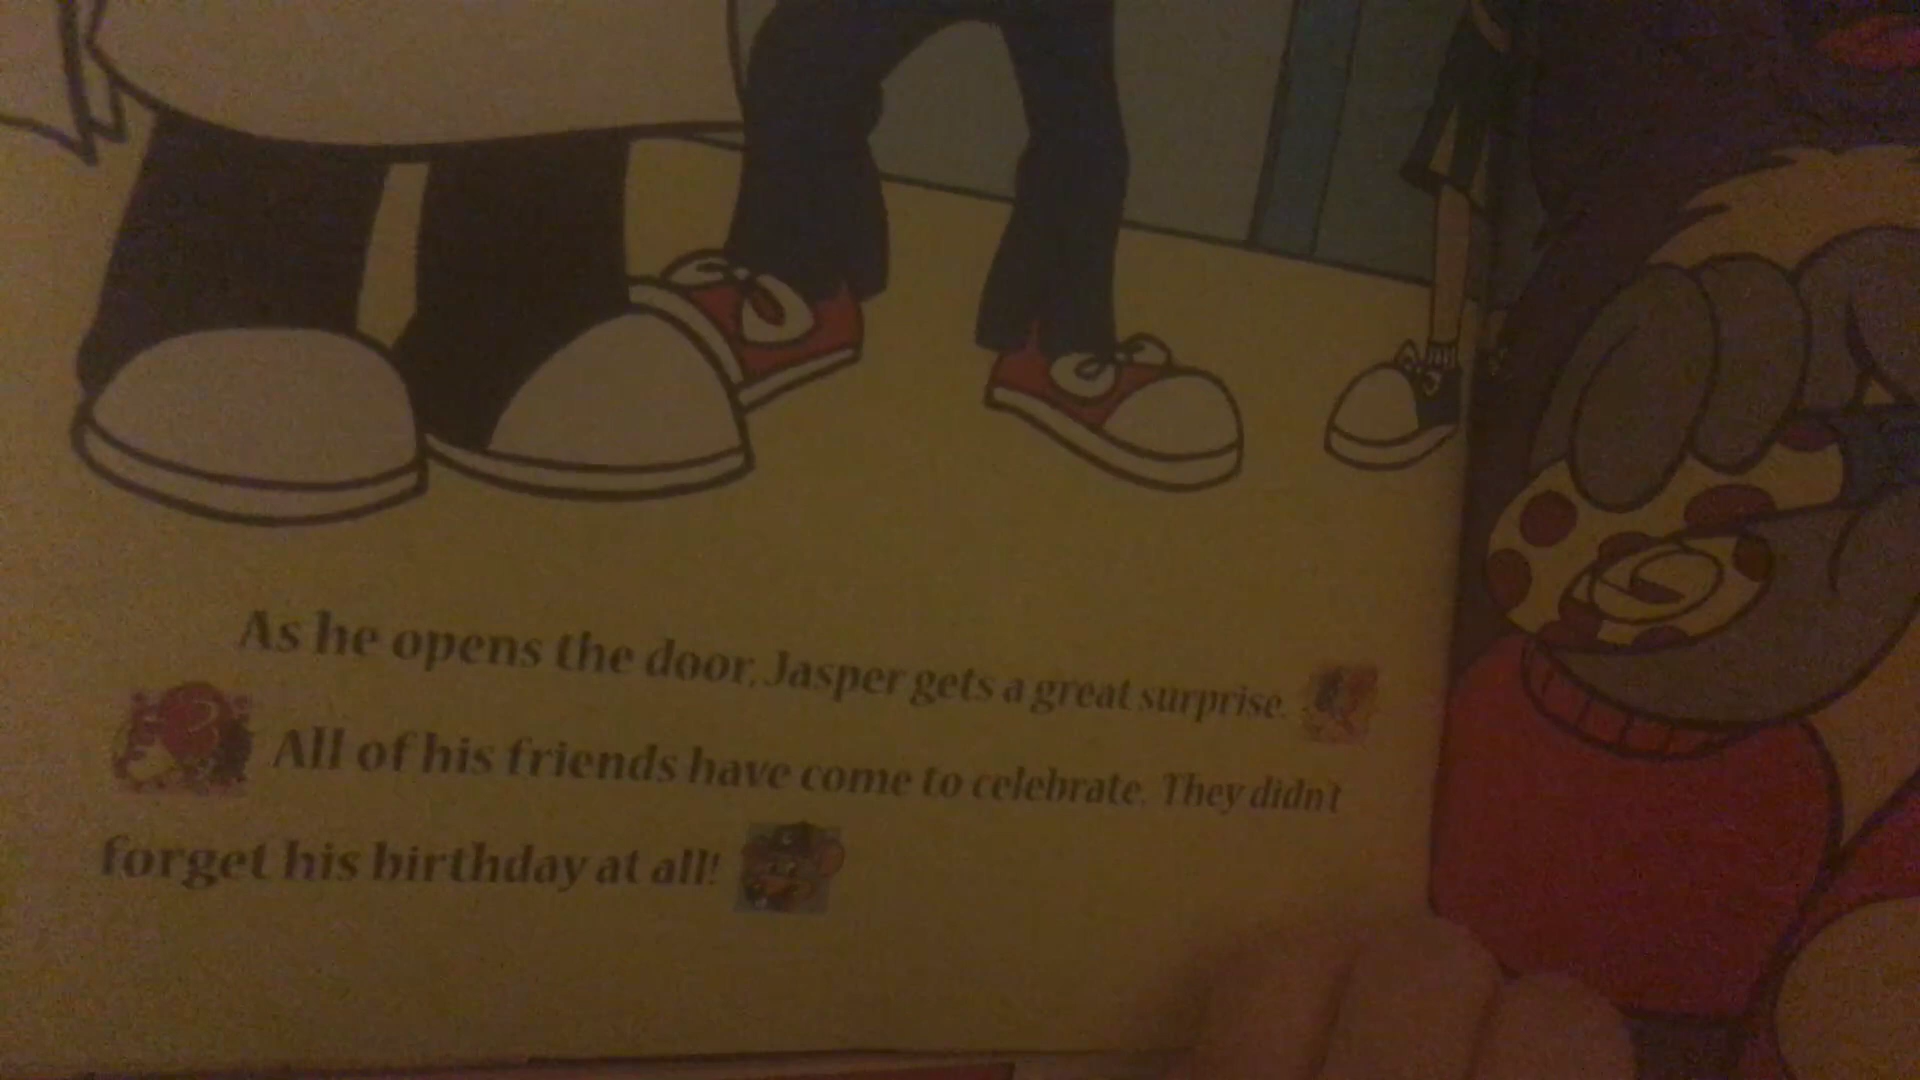 As he opens the door, Jasper gets a great surprise.
All of his friends have come to celebrate. They didn't
forget his birthday at all!